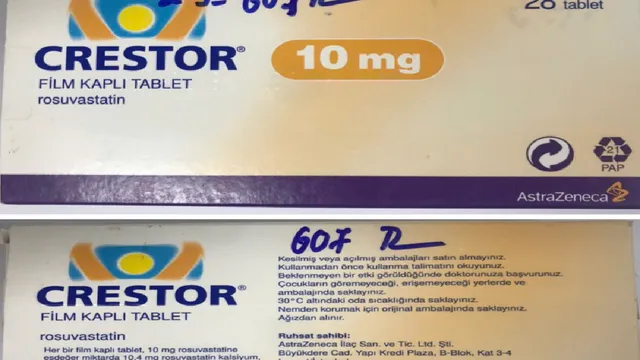 607
28
tablet
CRESTOR®
FİLM KAPLI TABLET
rosuvastatin
10 mg
21
PAP
AstraZeneca
607
CRESTOR®
FİLM KAPLI TABLET
rosuvastatin
Her bir film kaplı tablet, 10 mg rosuvastatine
eşdeğer miktarda 10.4 mg rosuvastatin kalsiyum,
Kesilmiş veya açılmış ambalajları satın almayınız.
Kullanmadan önce kullanma talimatını okuyunuz.
Beklenmeyen bir etki görüldüğünde doktorunuza başvurunuz.
Çocukların göremeyeceği, erişemeyeceği yerlerde ve
ambalajında saklayınız.
30°C altındaki oda sıcaklığında saklayınız.
Nemden korumak için orijinal ambalajında saklayınız.
Ağızdan alınır.
Ruhsat sahibi:
AstraZeneca İlaç San. ve Tic. Ltd. Şti.
Büyükdere Cad. Yapı Kredi Plaza, B-Blok, Kat 3-4